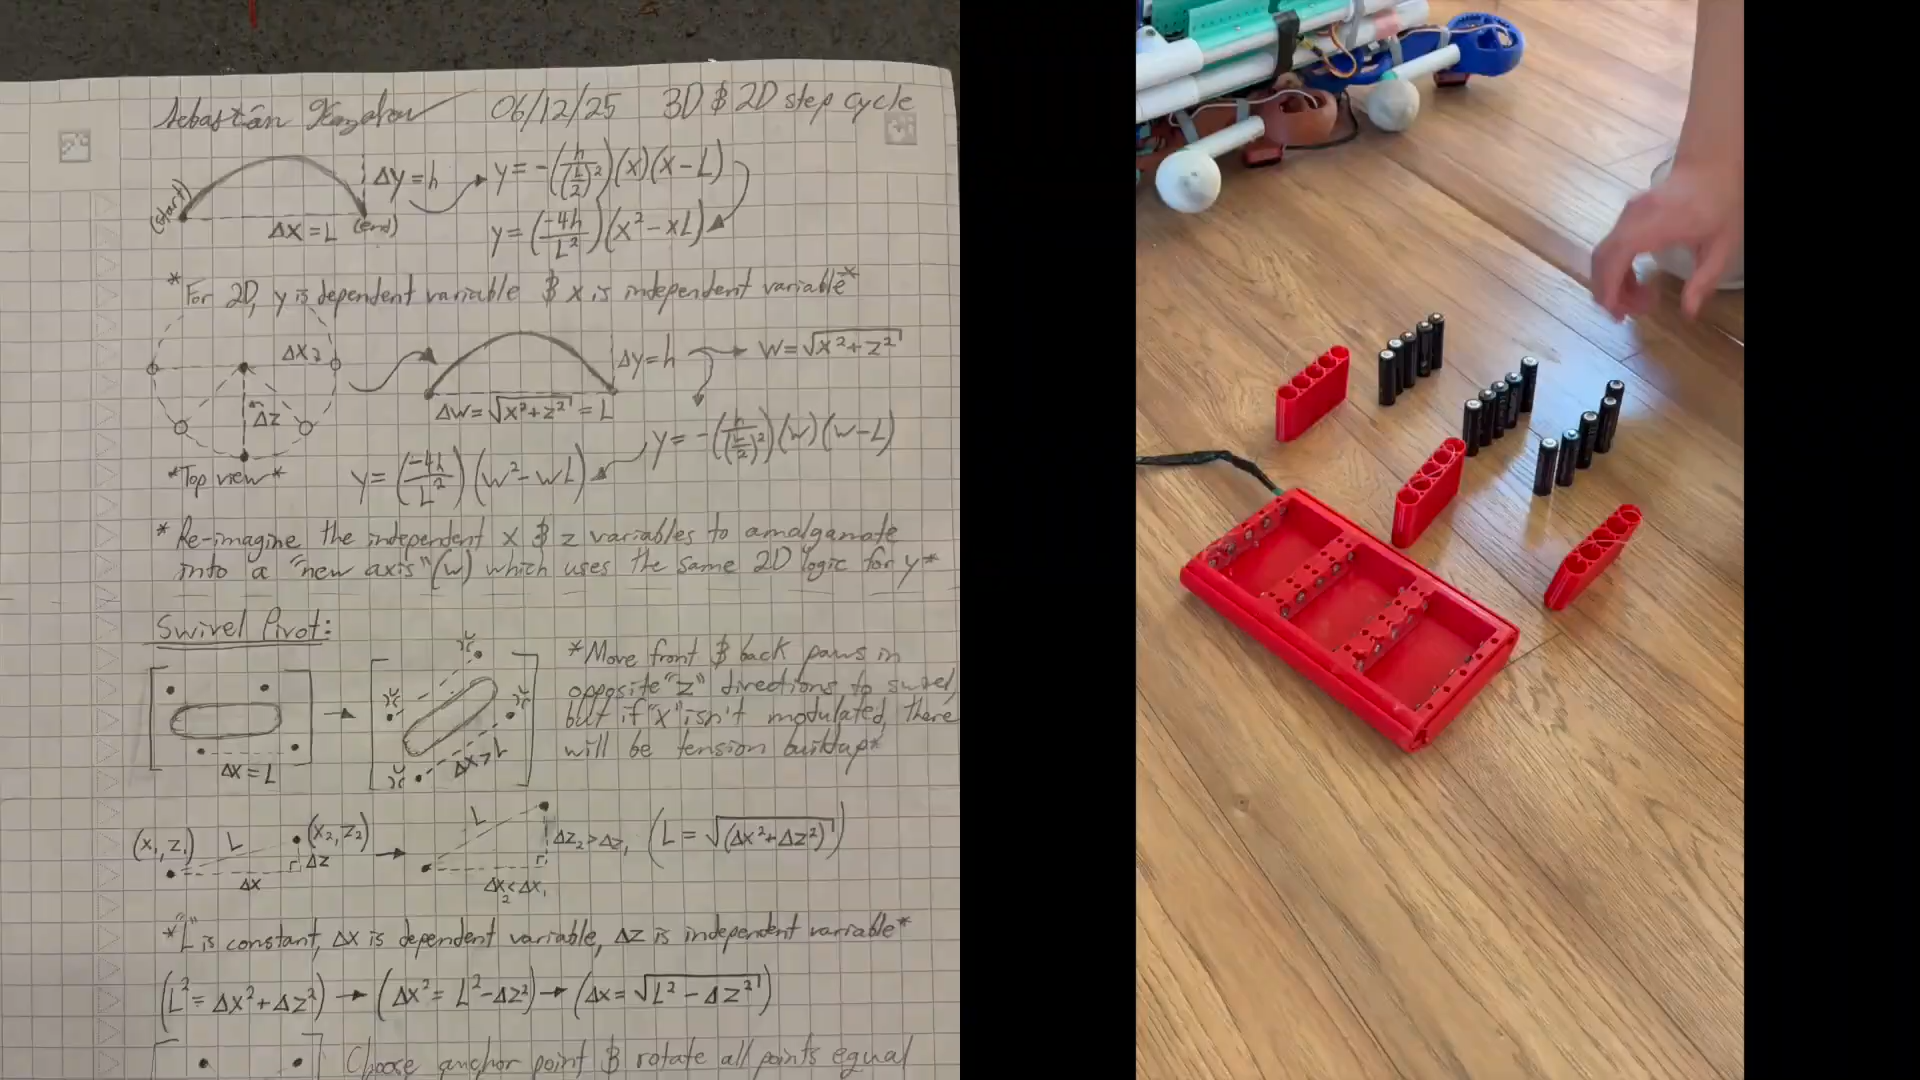 Sebastián 06/12/25 3D & 2D step cycle
(start)
Δy = h
ΔX = L (end)
y = -(h/(L/2)²)(x)(x-L)
y = (-4h/L²)(x² - xL)
*For 2D, y is dependent variable & x is independent variable*
ΔX2
ΔZ
*Top view*
Δy = h
W = √x² + z²
ΔW = √x² + z² = L
y = -(h/(L/2)²)(w)(w-L)
y = (-4h/L²)(w² - wL)
*Re-imagine the independent x & z variables to amalgamate
into a "new axis" (w) which uses the same 2D logic for y*
Swivel Pivot:
ΔX = L
ΔX > L
*Move front & back paws in
opposite "z" directions to swivel,
but if "x" isn't modulated, there
will be tension buildup*
(x₁, z₁) L (x₂, z₂)
ΔZ
ΔX
L
ΔZ₂ > ΔZ₁
ΔX₂ < ΔX₁
(L = √(ΔX² + ΔZ²))
*"L" is constant, ΔX is dependent variable, ΔZ is independent variable*
(L² = ΔX² + ΔZ²) → (ΔX² = L² - ΔZ²) → (ΔX = √L² - ΔZ²)
Choose anchor point & rotate all points equal